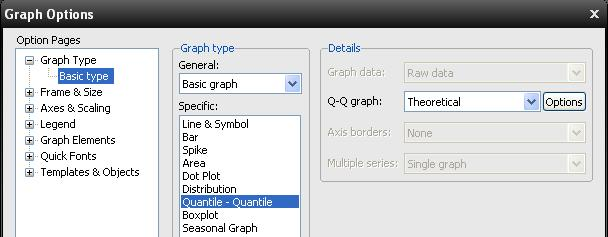 Graph Options
Option Pages
Graph Type
Basic type
Frame & Size
Axes & Scaling
Legend
Graph Elements
Quick Fonts
Templates & Objects
Graph type
General:
Basic graph
Specific:
Line & Symbol
Bar
Spike
Area
Dot Plot
Distribution
Quantile - Quantile
Boxplot
Seasonal Graph
Details
Graph data: Raw data
Q-Q graph: Theoretical Options
Axis borders: None
Multiple series: Single graph